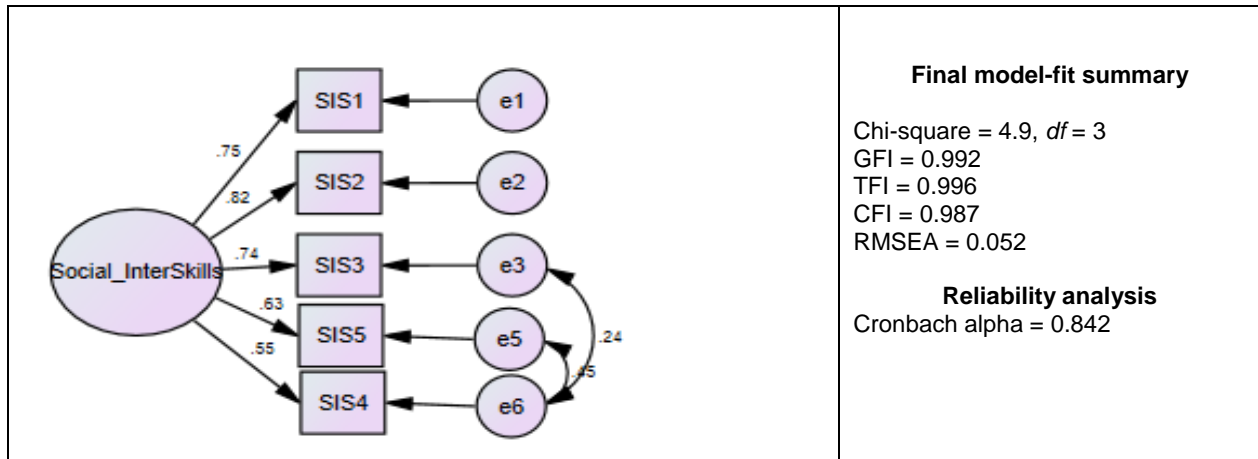 SIS1
e1
.75
SIS2
e2
.82
Social_InterSkills
.74
SIS3
e3
.63
SIS5
e5
.24
.45
.55
SIS4
e6
Final model-fit summary
Chi-square = 4.9, df = 3
GFI = 0.992
TFI = 0.996
CFI = 0.987
RMSEA = 0.052
Reliability analysis
Cronbach alpha = 0.842